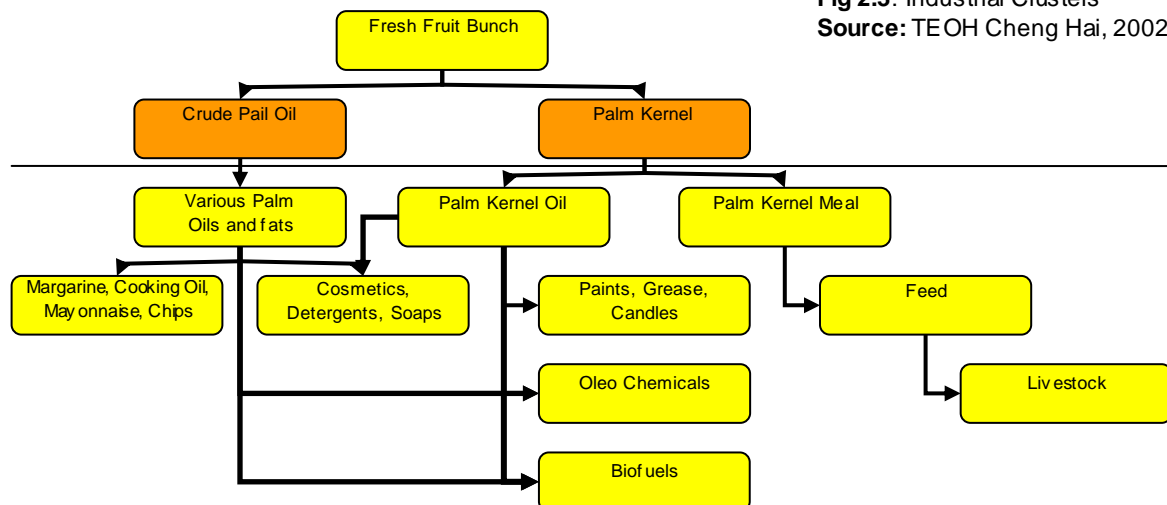 Fig 2.3: Industrial Clusters
Source: TEOH Cheng Hai, 2002
Fresh Fruit Bunch
Crude Pail Oil
Palm Kernel
Various Palm
Oils and fats
Palm Kernel Oil
Palm Kernel Meal
Margarine, Cooking Oil,
Mayonnaise, Chips
Cosmetics,
Detergents, Soaps
Paints, Grease,
Candles
Feed
Oleo Chemicals
Livestock
Biofuels